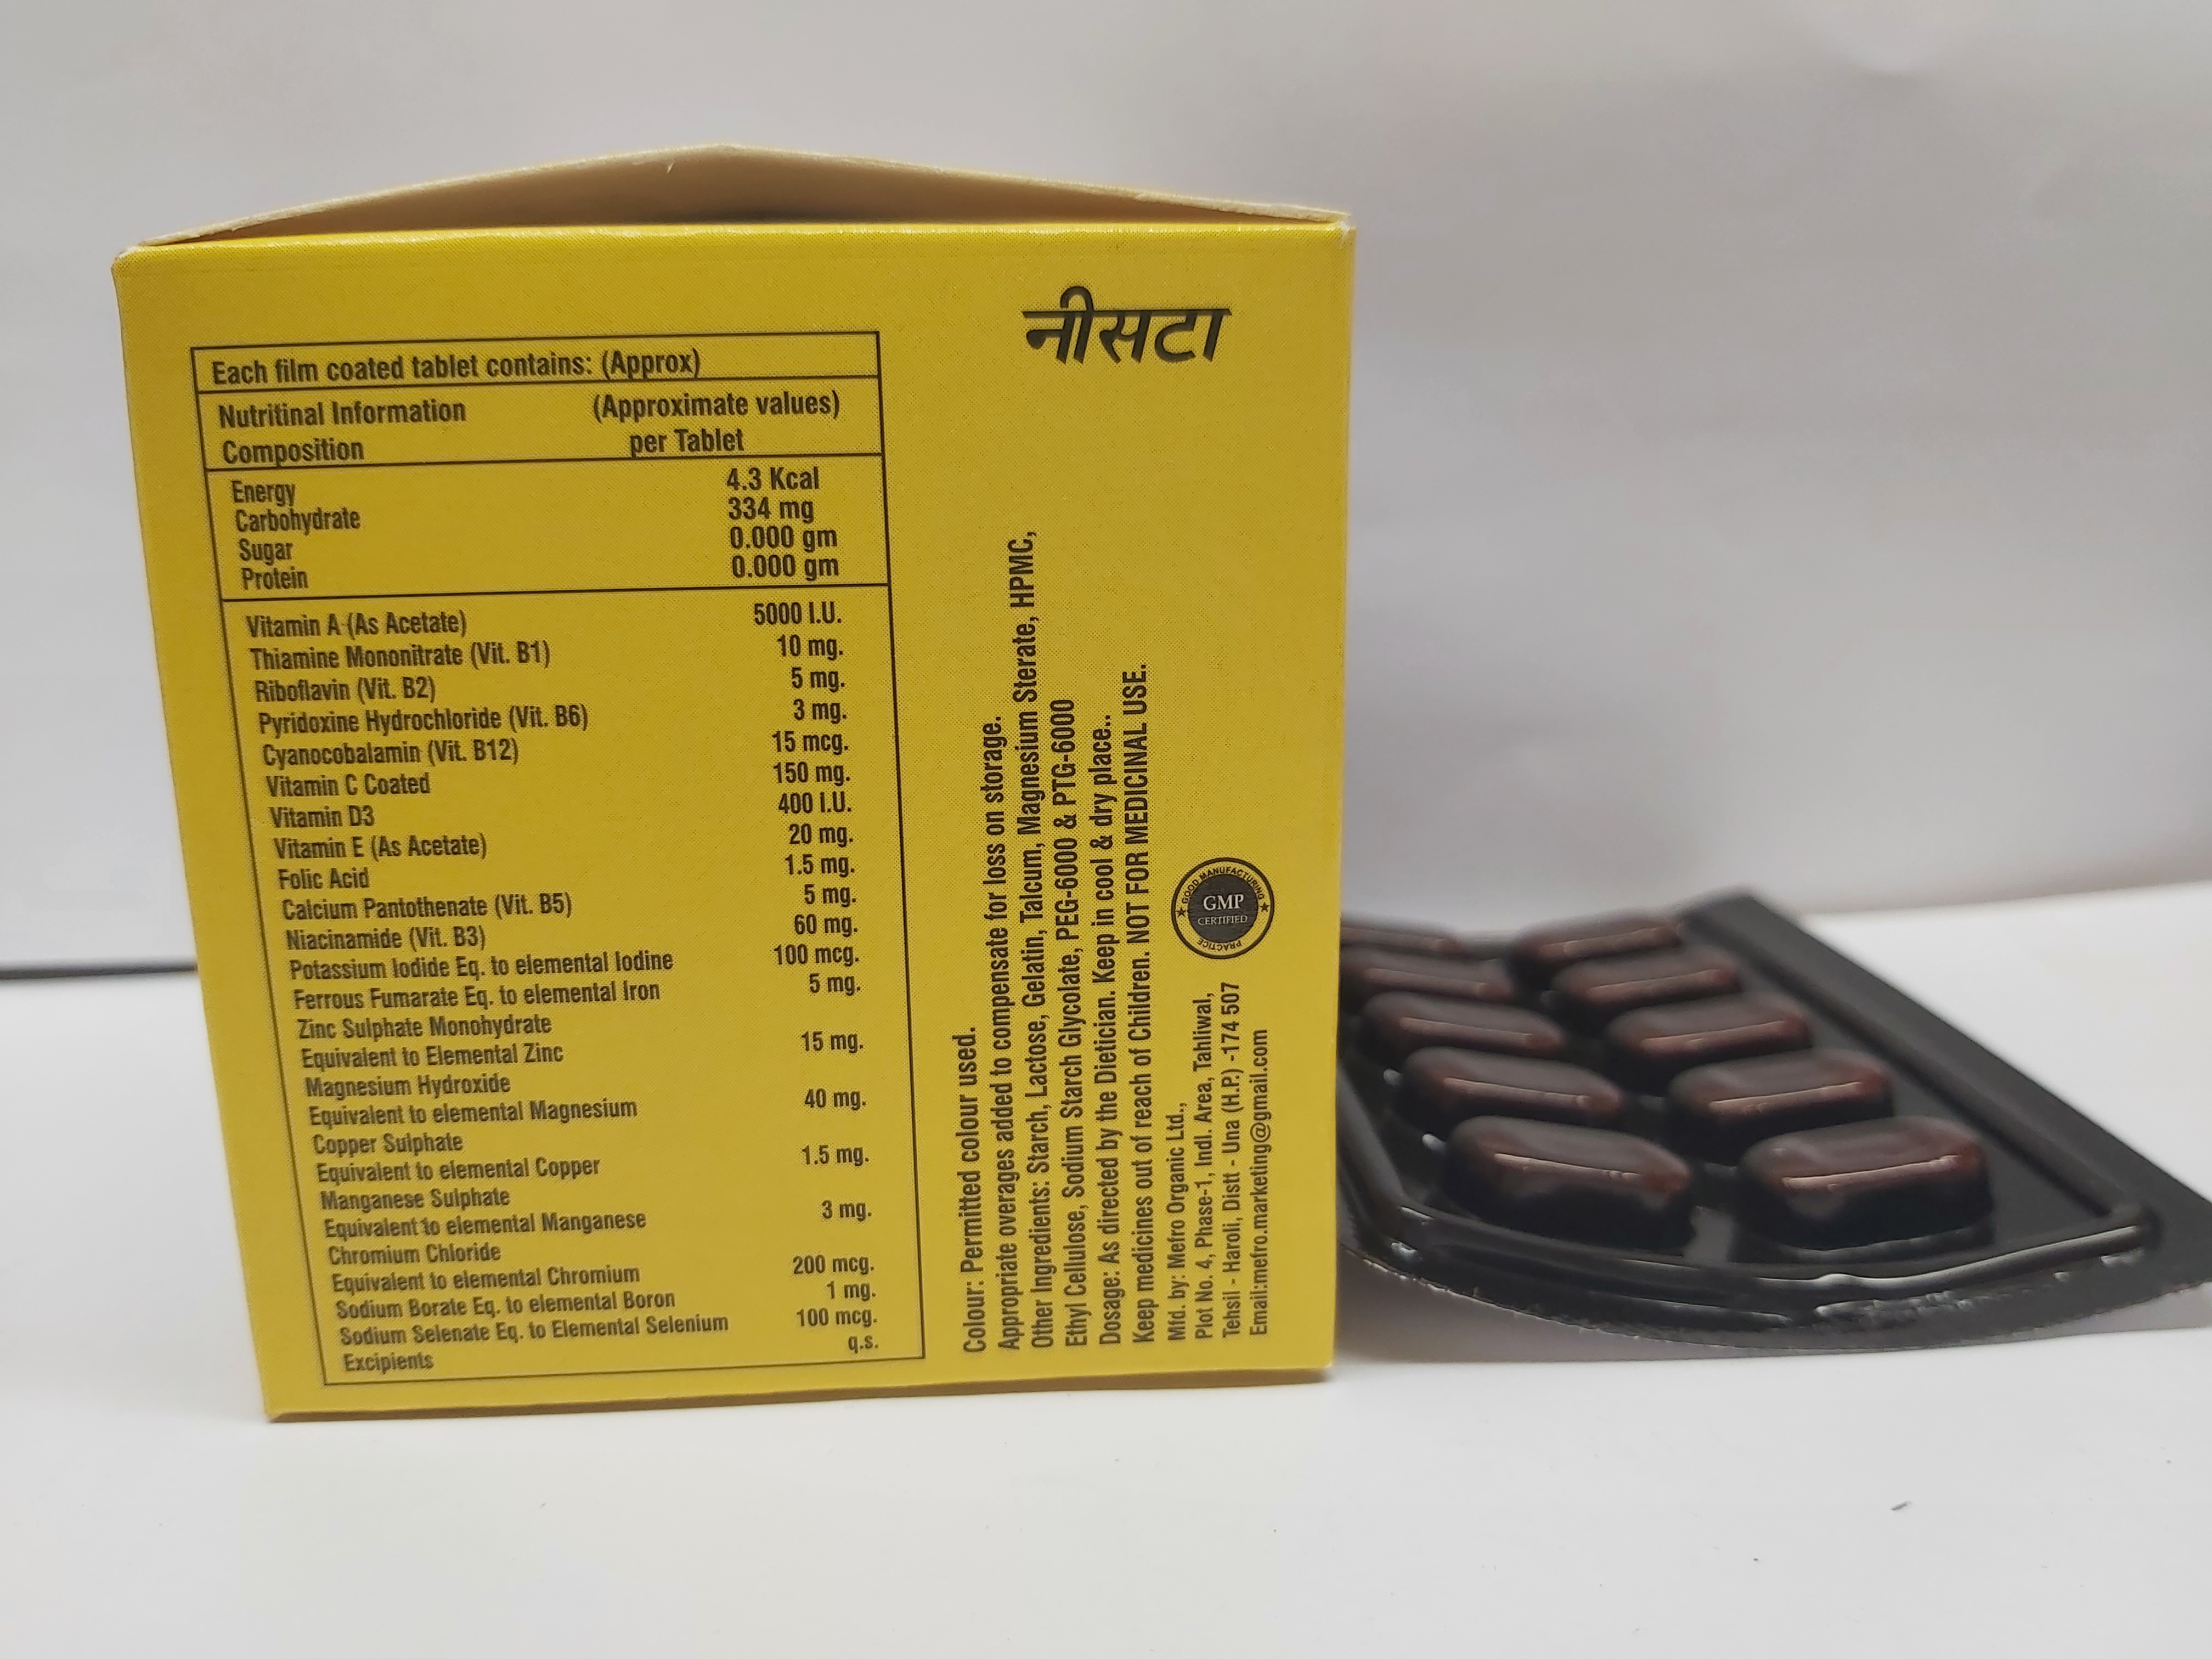 Each film coated tablet contains: (Approx)
Nutritinal Information (Approximate values)
Composition per Tablet
Energy 4.3 Kcal
Carbohydrate 334 mg
Sugar 0.000 gm
Protein 0.000 gm
Vitamin A (As Acetate) 5000 I.U.
Thiamine Mononitrate (Vit. B1) 10 mg.
Riboflavin (Vit. B2) 5 mg.
Pyridoxine Hydrochloride (Vit. B6) 3 mg.
Cyanocobalamin (Vit. B12) 15 mcg.
Vitamin C Coated 150 mg.
Vitamin D3 400 I.U.
Vitamin E (As Acetate) 20 mg.
Folic Acid 1.5 mg.
Calcium Pantothenate (Vit. B5) 5 mg.
Niacinamide (Vit. B3) 60 mg.
Potassium Iodide Eq. to elemental Iodine 100 mcg.
Ferrous Fumarate Eq. to elemental Iron 5 mg.
Zinc Sulphate Monohydrate
Equivalent to Elemental Zinc 15 mg.
Magnesium Hydroxide
Equivalent to elemental Magnesium 40 mg.
Copper Sulphate
Equivalent to elemental Copper 1.5 mg.
Manganese Sulphate
Equivalent to elemental Manganese 3 mg.
Chromium Chloride
Equivalent to elemental Chromium 200 mcg.
Sodium Borate Eq. to elemental Boron 1 mg.
Sodium Selenate Eq. to Elemental Selenium 100 mcg.
Excipients q.s.
नीसटा
Colour: Permitted colour used.
Appropriate overages added to compensate for loss on storage.
Other Ingredients: Starch, Lactose, Gelatin, Talcum, Magnesium Sterate, HPMC,
Ethyl Cellulose, Sodium Starch Glycolate, PEG-6000 & PTG-6000
Dosage: As directed by the Dietician. Keep in cool & dry place..
Keep medicines out of reach of Children. NOT FOR MEDICINAL USE.
Mfd. by: Metro Organic Ltd.,
Plot No. 4, Phase-1, Indl. Area, Tahliwal,
Tehsil - Haroli, Distt - Una (H.P.) -174 507
Email:metro.marketing@gmail.com
GOOD MANUFACTURING
GMP
CERTIFIED
PRACTICE